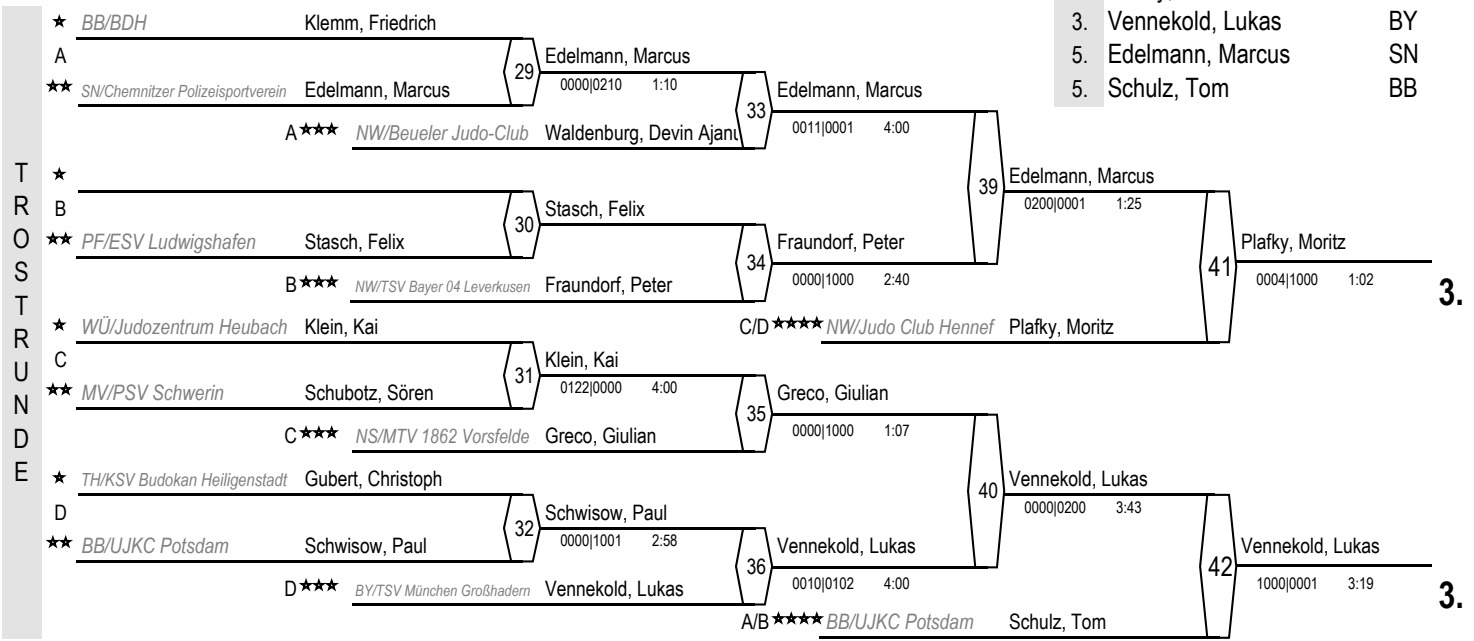 3. Vennekold, Lukas BY
5. Edelmann, Marcus SN
5. Schulz, Tom BB
TROSTRUNDE
★ BB/BDH Klemm, Friedrich
A
29 Edelmann, Marcus
0000|0210 1:10
★★ SN/Chemnitzer Polizeisportverein Edelmann, Marcus
33 Edelmann, Marcus
0011|0001 4:00
A★★★ NW/Beueler Judo-Club Waldenburg, Devin Ajanu
★
B
39 Edelmann, Marcus
0200|0001 1:25
30 Stasch, Felix
★★ PF/ESV Ludwigshafen Stasch, Felix
34 Fraundorf, Peter
0000|1000 2:40
B★★★ NW/TSV Bayer 04 Leverkusen Fraundorf, Peter
41 Plafky, Moritz
0004|1000 1:02
3.
★ WÜ/Judozentrum Heubach Klein, Kai
C/D★★★★ NW/Judo Club Hennef Plafky, Moritz
C
31 Klein, Kai
0122|0000 4:00
★★ MV/PSV Schwerin Schubotz, Sören
35 Greco, Giulian
0000|1000 1:07
C★★★ NS/MTV 1862 Vorsfelde Greco, Giulian
★ TH/KSV Budokan Heiligenstadt Gubert, Christoph
40 Vennekold, Lukas
0000|0200 3:43
D
32 Schwisow, Paul
0000|1001 2:58
★★ BB/UJKC Potsdam Schwisow, Paul
36 Vennekold, Lukas
0010|0102 4:00
42 Vennekold, Lukas
1000|0001 3:19
3.
D★★★ BY/TSV München Großhadern Vennekold, Lukas
A/B★★★★ BB/UJKC Potsdam Schulz, Tom